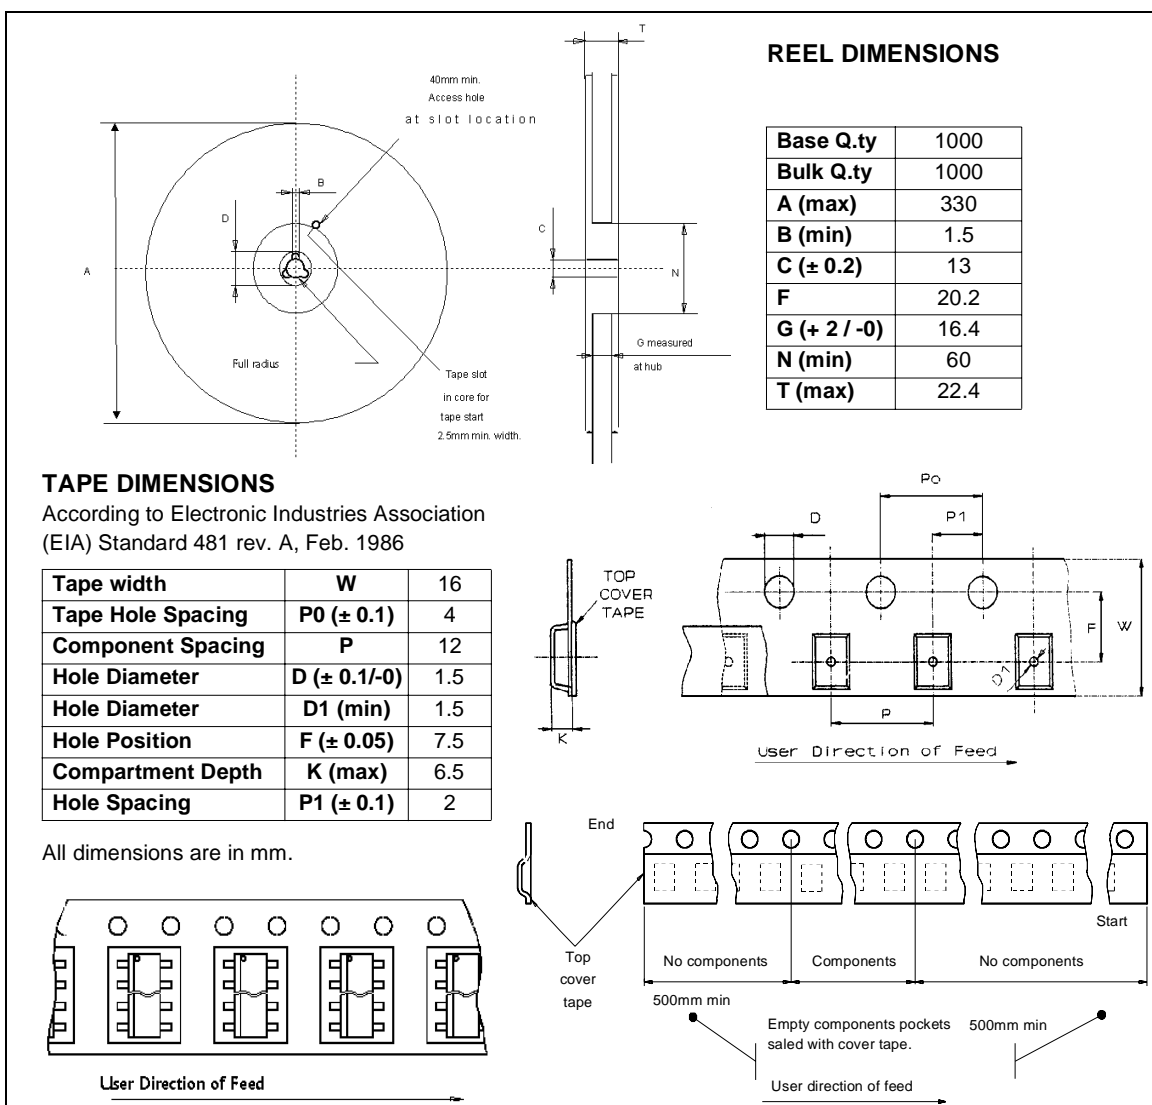 REEL DIMENSIONS
T
40mm min.
Access hole
at slot location
B
D
C
A
N
Full radius
G measured
at hub
Tape slot
in core for
tape start
2.5mm min. width.
Base Q.ty 1000
Bulk Q.ty 1000
A (max) 330
B (min) 1.5
C (± 0.2) 13
F 20.2
G (+ 2 / -0) 16.4
N (min) 60
T (max) 22.4
TAPE DIMENSIONS
According to Electronic Industries Association
(EIA) Standard 481 rev. A, Feb. 1986
Tape width W 16
Tape Hole Spacing P0 (± 0.1) 4
Component Spacing P 12
Hole Diameter D (± 0.1/-0) 1.5
Hole Diameter D1 (min) 1.5
Hole Position F (± 0.05) 7.5
Compartment Depth K (max) 6.5
Hole Spacing P1 (± 0.1) 2
All dimensions are in mm.
Po
D
P1
TOP
COVER
TAPE
F
W
D1
P
K
User Direction of Feed
End
Start
Top
cover
tape
No components
Components
No components
500mm min
Empty components pockets
saled with cover tape.
500mm min
User direction of feed
User Direction of Feed